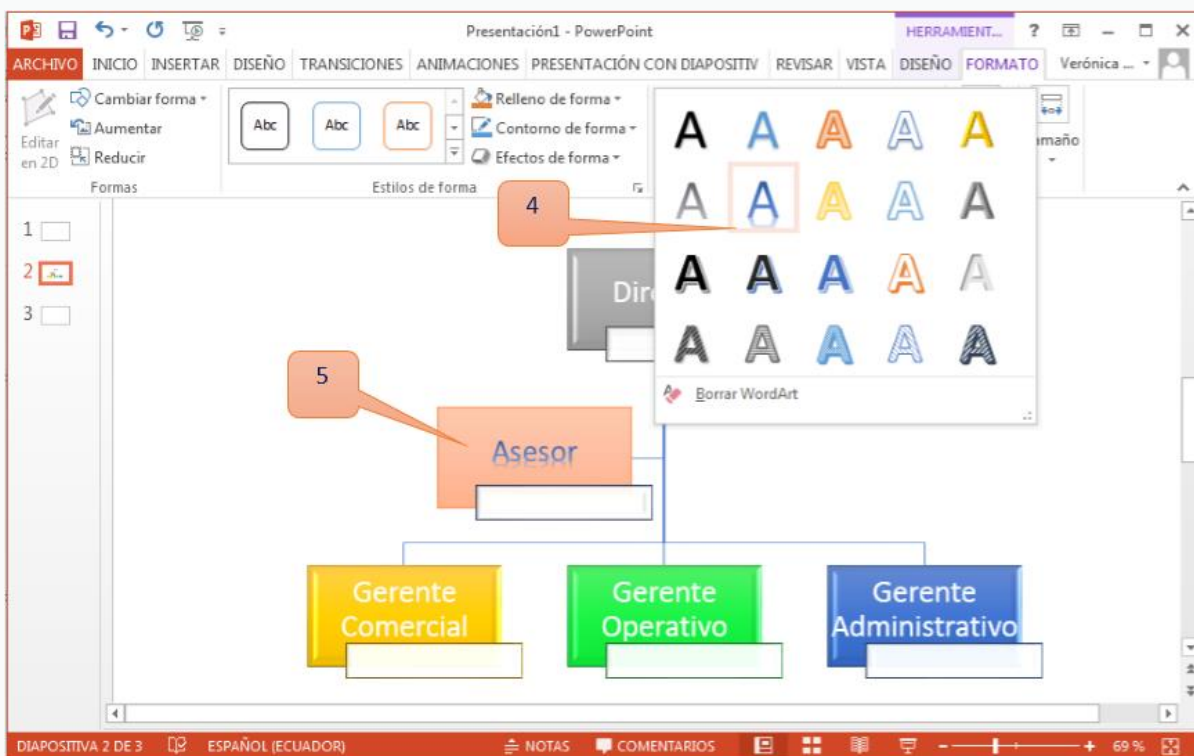 Presentación1 - PowerPoint
HERRAMIENT...
?
ARCHIVO INICIO INSERTAR DISEÑO TRANSICIONES ANIMACIONES PRESENTACIÓN CON DIAPOSITIV REVISAR VISTA DISEÑO FORMATO Verónica ...
Editar
en 2D
Cambiar forma
Aumentar
Reducir
Formas
Abc Abc Abc
Estilos de forma
Relleno de forma
Contorno de forma
Efectos de forma
A A A A A
A A A A A
A A A A A
A A A A A
Borrar WordArt
maño
4
1
2
3
Dir
5
Asesor
Gerente
Comercial
Gerente
Operativo
Gerente
Administrativo
DIAPOSITIVA 2 DE 3 ESPAÑOL (ECUADOR) NOTAS COMENTARIOS 69 %